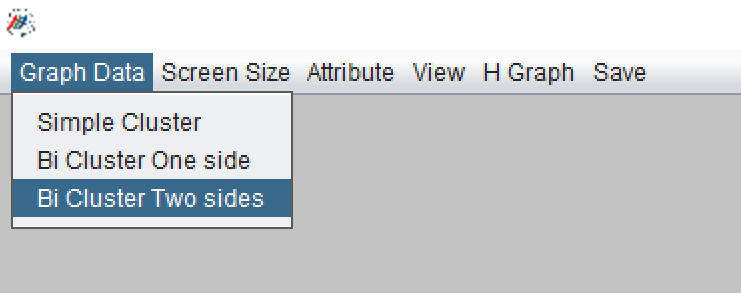 Graph Data Screen Size Attribute View H Graph Save
Simple Cluster
Bi Cluster One side
Bi Cluster Two sides